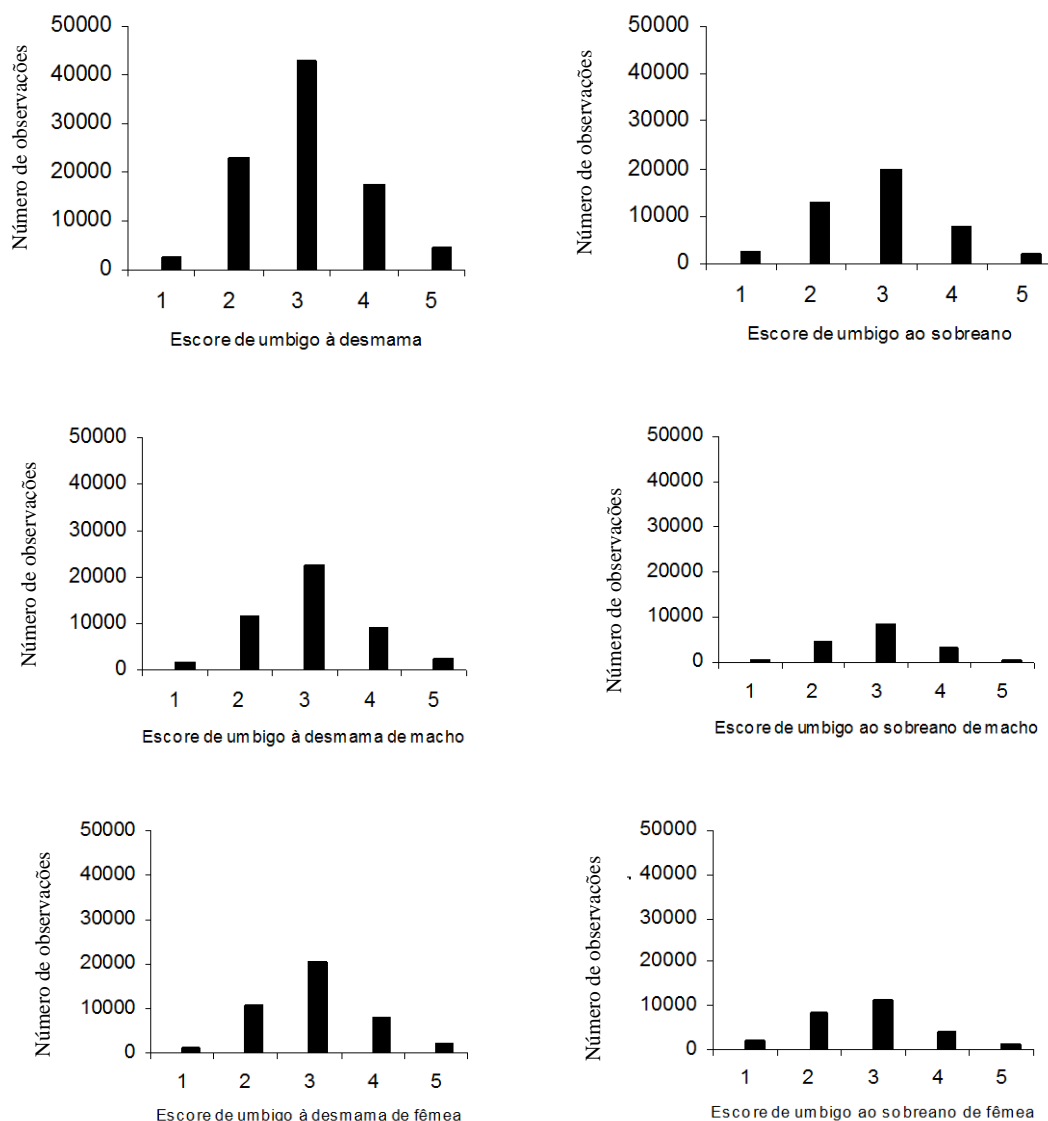 Número de observações
50000
40000
30000
20000
10000
0
1 2 3 4 5
Escore de umbigo à desmama
Número de observações
50000
40000
30000
20000
10000
0
1 2 3 4 5
Escore de umbigo ao sobreano
Número de observações
50000
40000
30000
20000
10000
0
1 2 3 4 5
Escore de umbigo à desmama de macho
Número de observações
50000
40000
30000
20000
10000
0
1 2 3 4 5
Escore de umbigo ao sobreano de macho
Número de observações
50000
40000
30000
20000
10000
0
1 2 3 4 5
Escore de umbigo à desmama de fêmea
Número de observações
50000
40000
30000
20000
10000
0
1 2 3 4 5
Escore de umbigo ao sobreano de fêmea